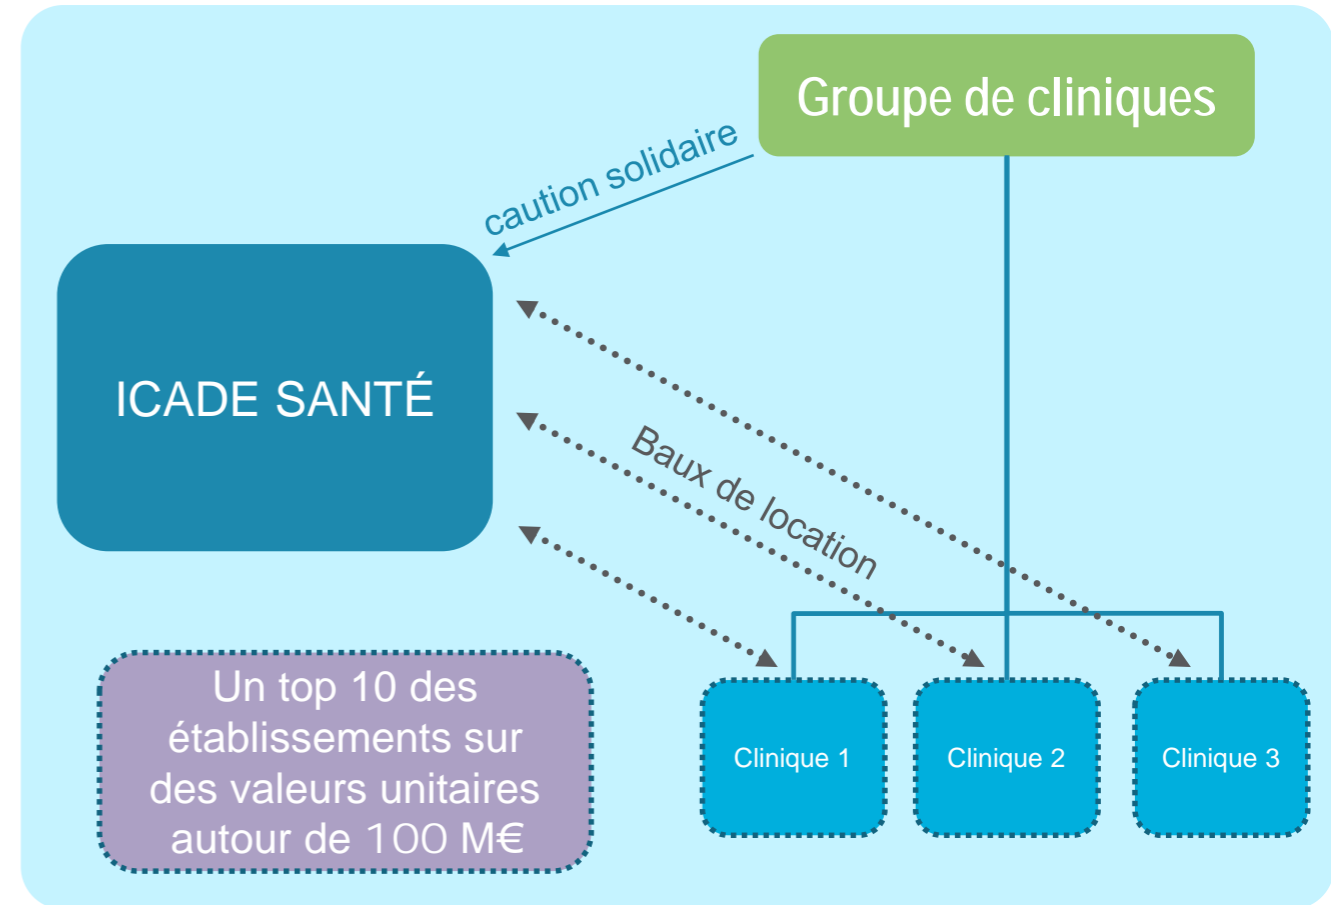 Groupe de cliniques
caution solidaire
ICADE SANTÉ
Baux de location
Un top 10 des
établissements sur
des valeurs unitaires
autour de 100 M€
Clinique 1
Clinique 2
Clinique 3